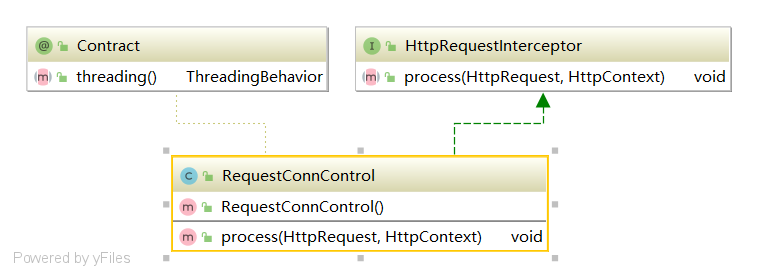 @ Contract
m threading() ThreadingBehavior
I HttpRequestInterceptor
m process(HttpRequest, HttpContext) void
C RequestConnControl
m RequestConnControl()
m process(HttpRequest, HttpContext) void
Powered by yFiles